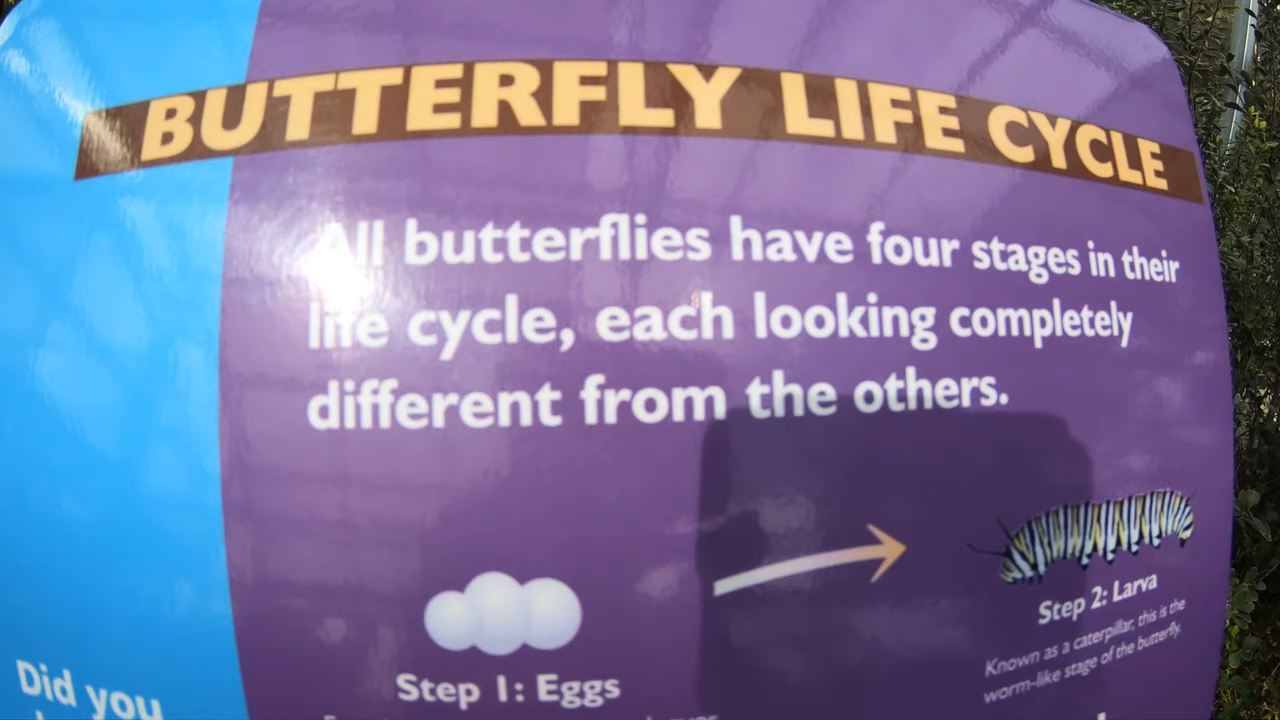 BUTTERFLY LIFE CYCLE
All butterflies have four stages in their
life cycle, each looking completely
different from the others.
Step 1: Eggs
Step 2: Larva
Known as a caterpillar, this is the
worm-like stage of the butterfly.
Did you